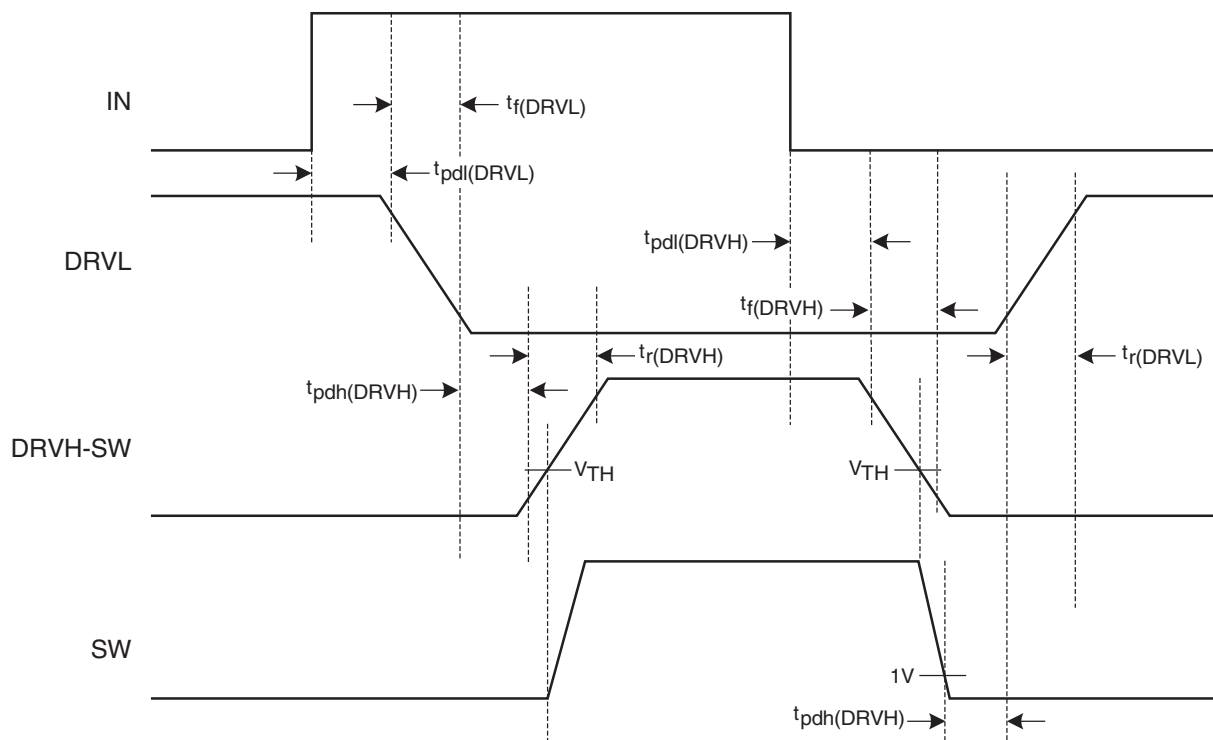 IN
tf(DRVL)
tpdl(DRVL)
DRVL
tpdl(DRVH)
tf(DRVH)
tr(DRVH)
tr(DRVL)
tpdh(DRVH)
DRVH-SW
VTH
VTH
SW
1V
tpdh(DRVH)